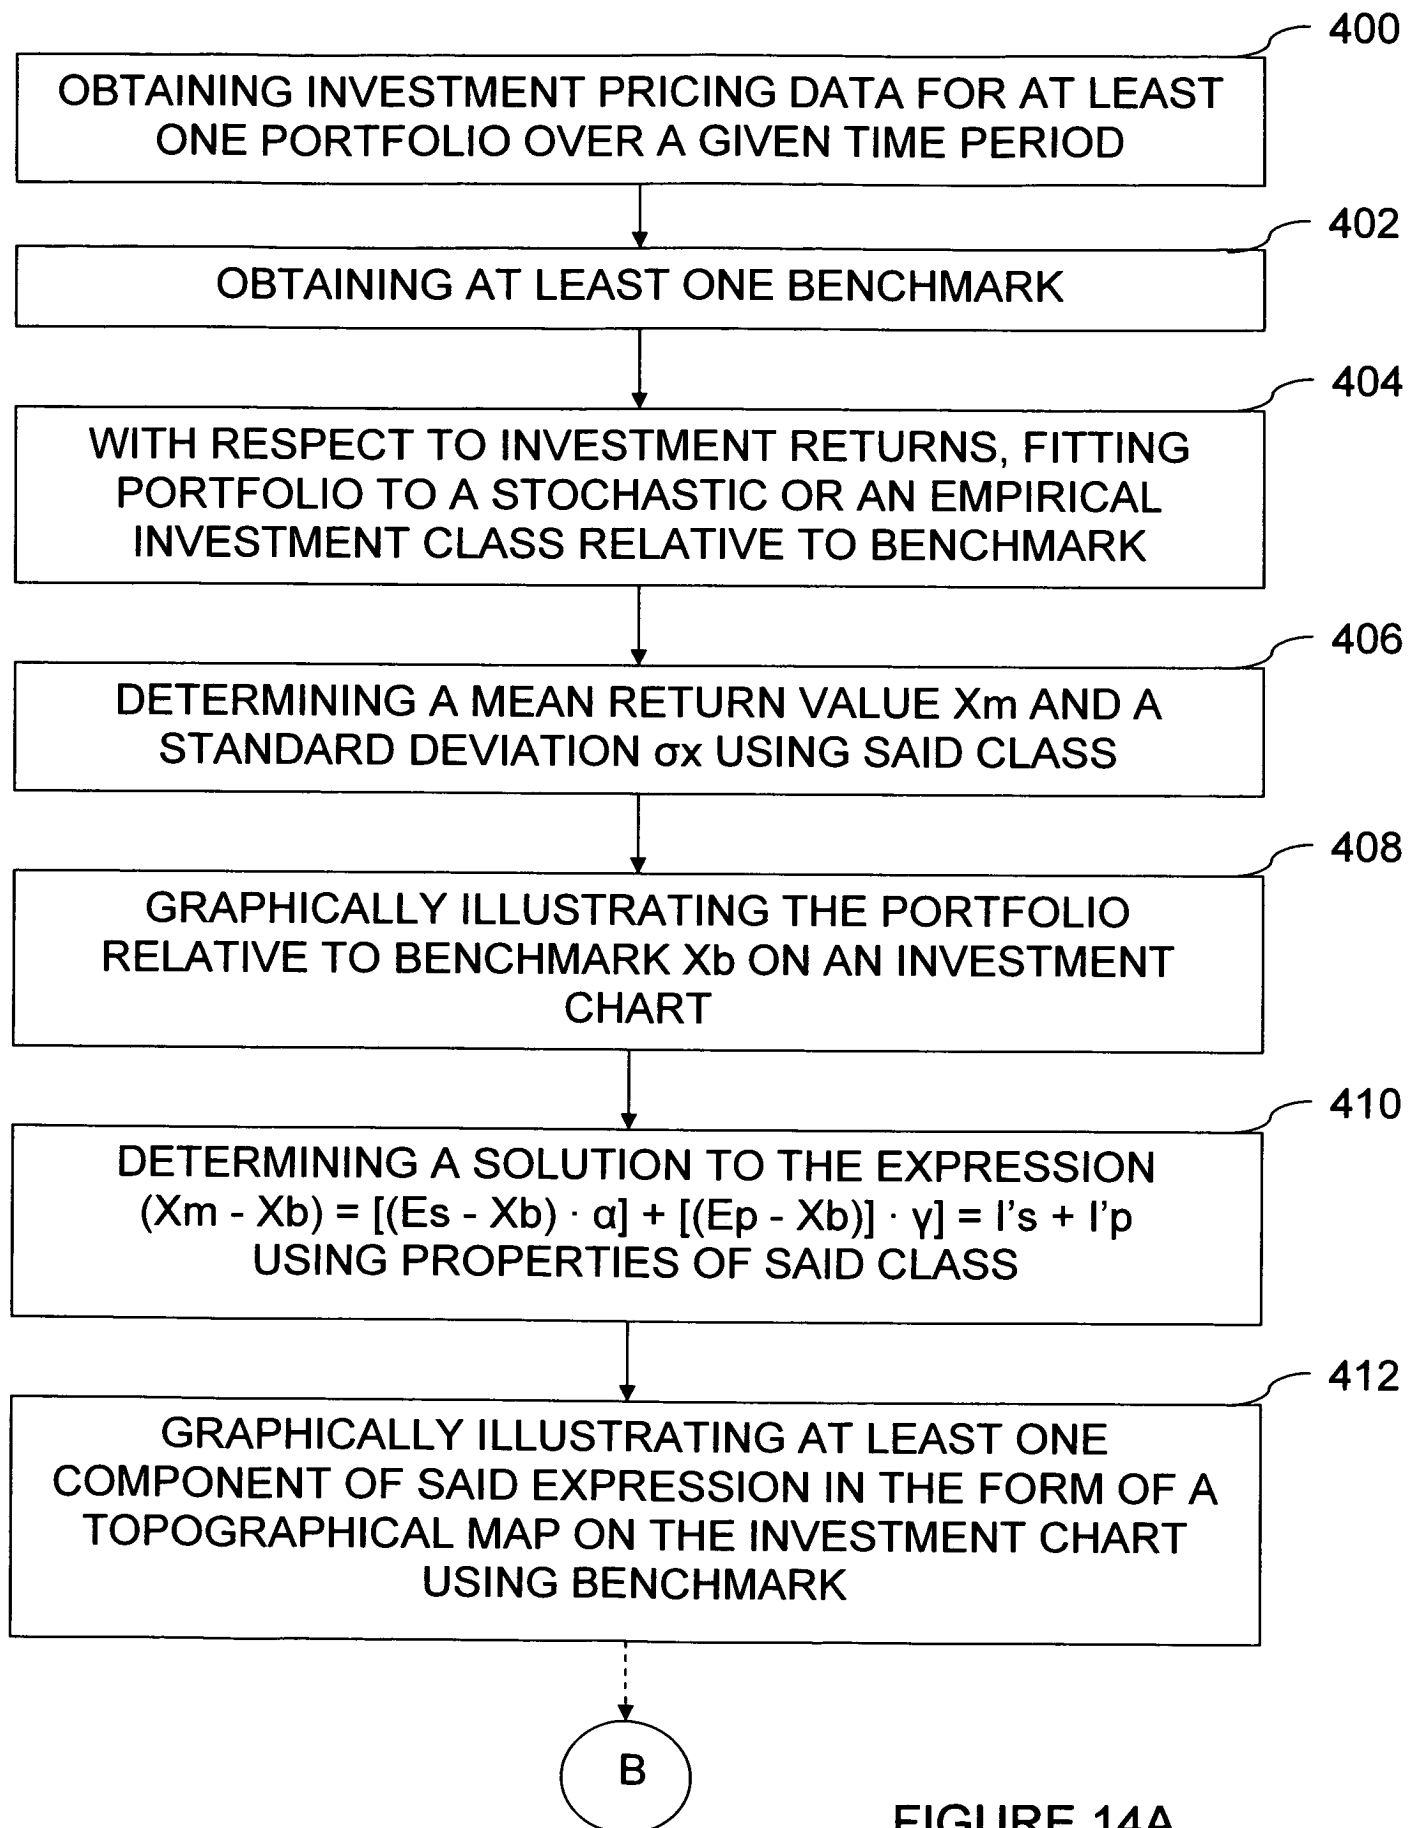 400
OBTAINING INVESTMENT PRICING DATA FOR AT LEAST
ONE PORTFOLIO OVER A GIVEN TIME PERIOD
402
OBTAINING AT LEAST ONE BENCHMARK
404
WITH RESPECT TO INVESTMENT RETURNS, FITTING
PORTFOLIO TO A STOCHASTIC OR AN EMPIRICAL
INVESTMENT CLASS RELATIVE TO BENCHMARK
406
DETERMINING A MEAN RETURN VALUE Xm AND A
STANDARD DEVIATION σx USING SAID CLASS
408
GRAPHICALLY ILLUSTRATING THE PORTFOLIO
RELATIVE TO BENCHMARK Xb ON AN INVESTMENT
CHART
410
DETERMINING A SOLUTION TO THE EXPRESSION
(Xm - Xb) = [(Es - Xb) · α] + [(Ep - Xb)] · γ] = I's + I'p
USING PROPERTIES OF SAID CLASS
412
GRAPHICALLY ILLUSTRATING AT LEAST ONE
COMPONENT OF SAID EXPRESSION IN THE FORM OF A
TOPOGRAPHICAL MAP ON THE INVESTMENT CHART
USING BENCHMARK
B
FIGURE 14A